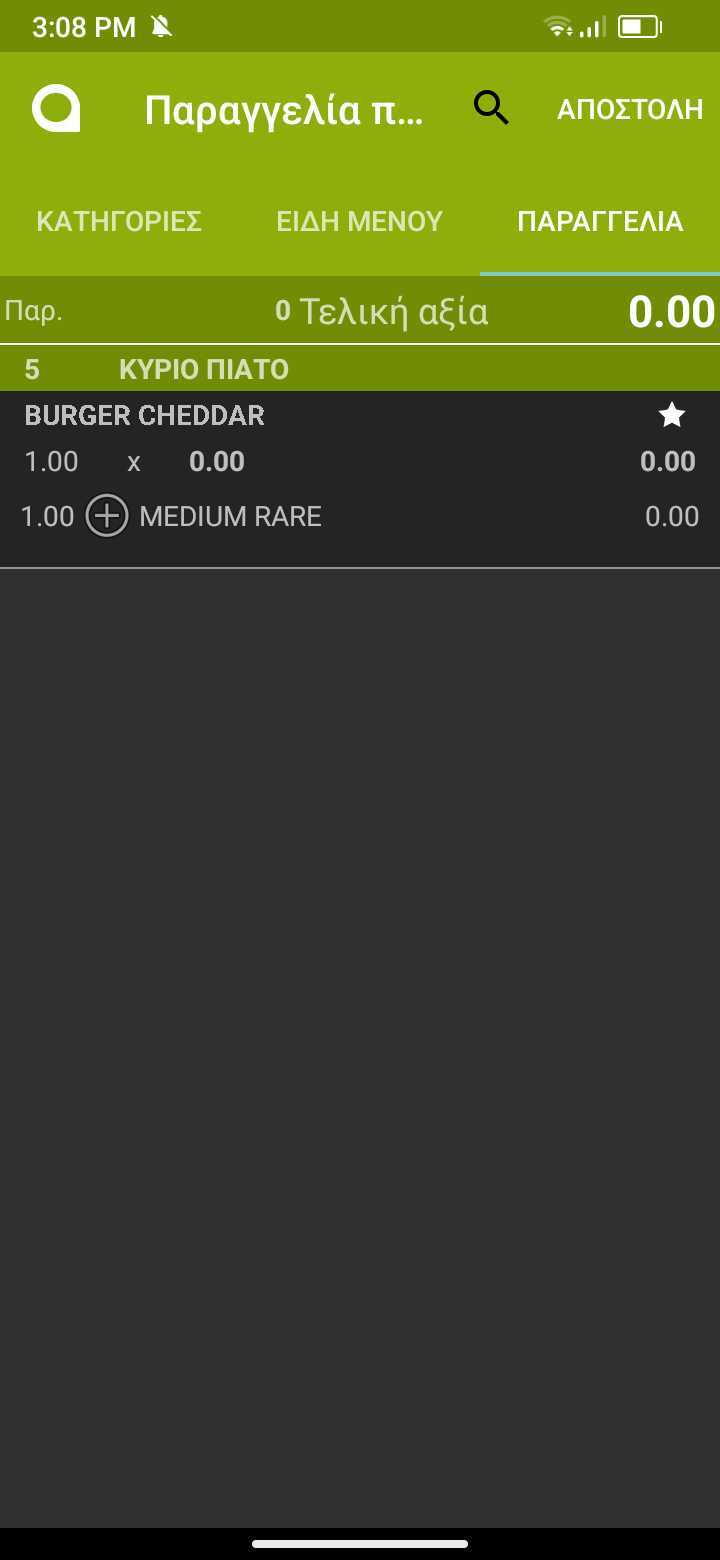 3:08 PM
Παραγγελία π... ΑΠΟΣΤΟΛΗ
ΚΑΤΗΓΟΡΙΕΣ ΕΙΔΗ ΜΕΝΟΥ ΠΑΡΑΓΓΕΛΙΑ
Παρ. 0 Τελική αξία 0.00
5 ΚΥΡΙΟ ΠΙΑΤΟ
BURGER CHEDDAR
1.00 x 0.00 0.00
1.00 MEDIUM RARE 0.00